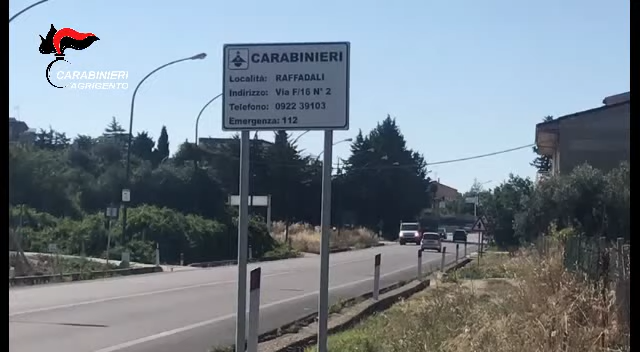 CARABINIERI
AGRIGENTO
CARABINIERI
Località: RAFFADALI
Indirizzo: Via F/16 N° 2
Telefono: 0922 39103
Emergenza: 112